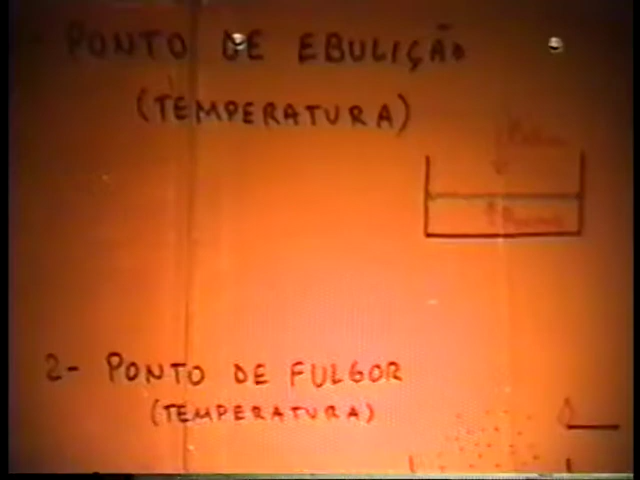 PONTO DE EBULIÇÃO
(TEMPERATURA)
2- PONTO DE FULGOR
(TEMPERATURA)